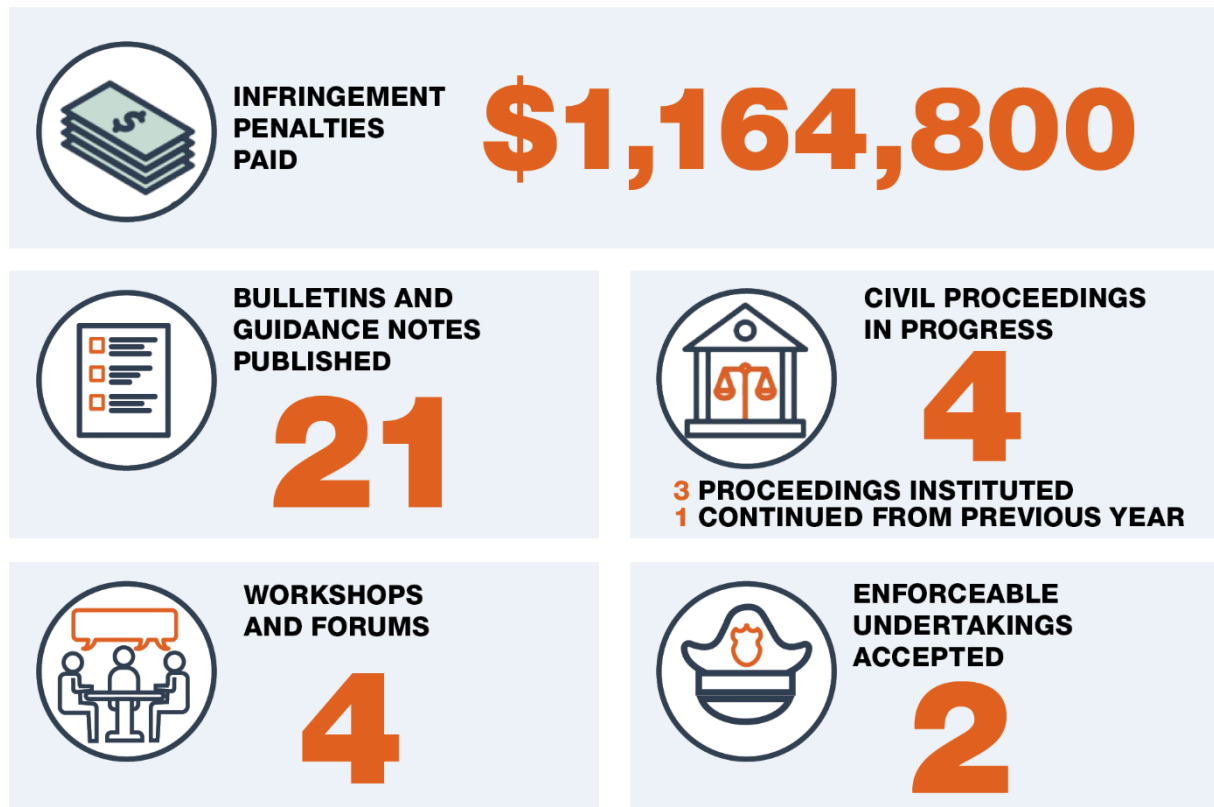 INFRINGEMENT
PENALTIES
PAID
$1,164,800
BULLETINS AND
GUIDANCE NOTES
PUBLISHED
21
CIVIL PROCEEDINGS
IN PROGRESS
4
3 PROCEEDINGS INSTITUTED
1 CONTINUED FROM PREVIOUS YEAR
WORKSHOPS
AND FORUMS
4
ENFORCEABLE
UNDERTAKINGS
ACCEPTED
2